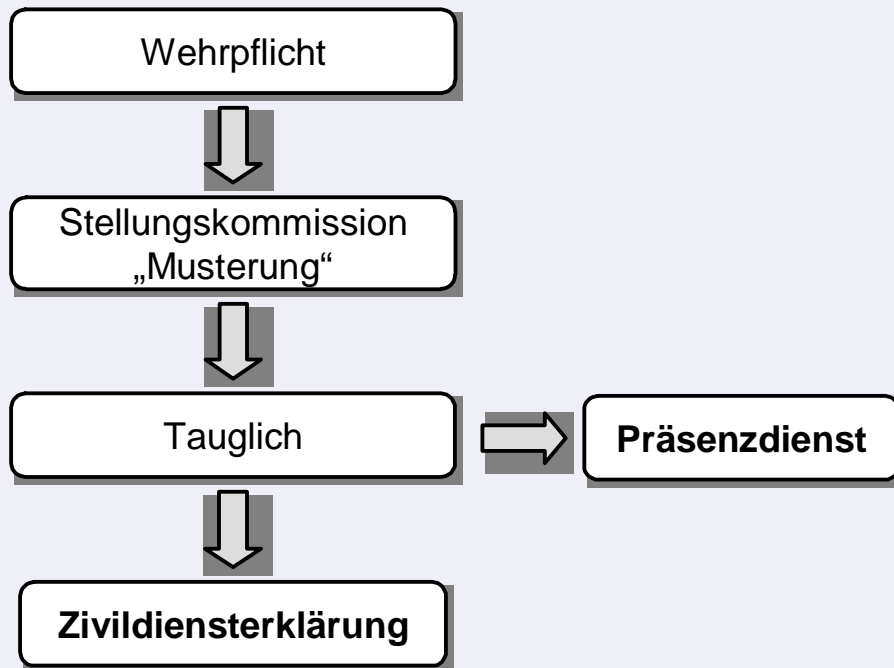 Wehrpflicht
Stellungskommission
„Musterung“
Tauglich
Präsenzdienst
Zivildiensterklärung